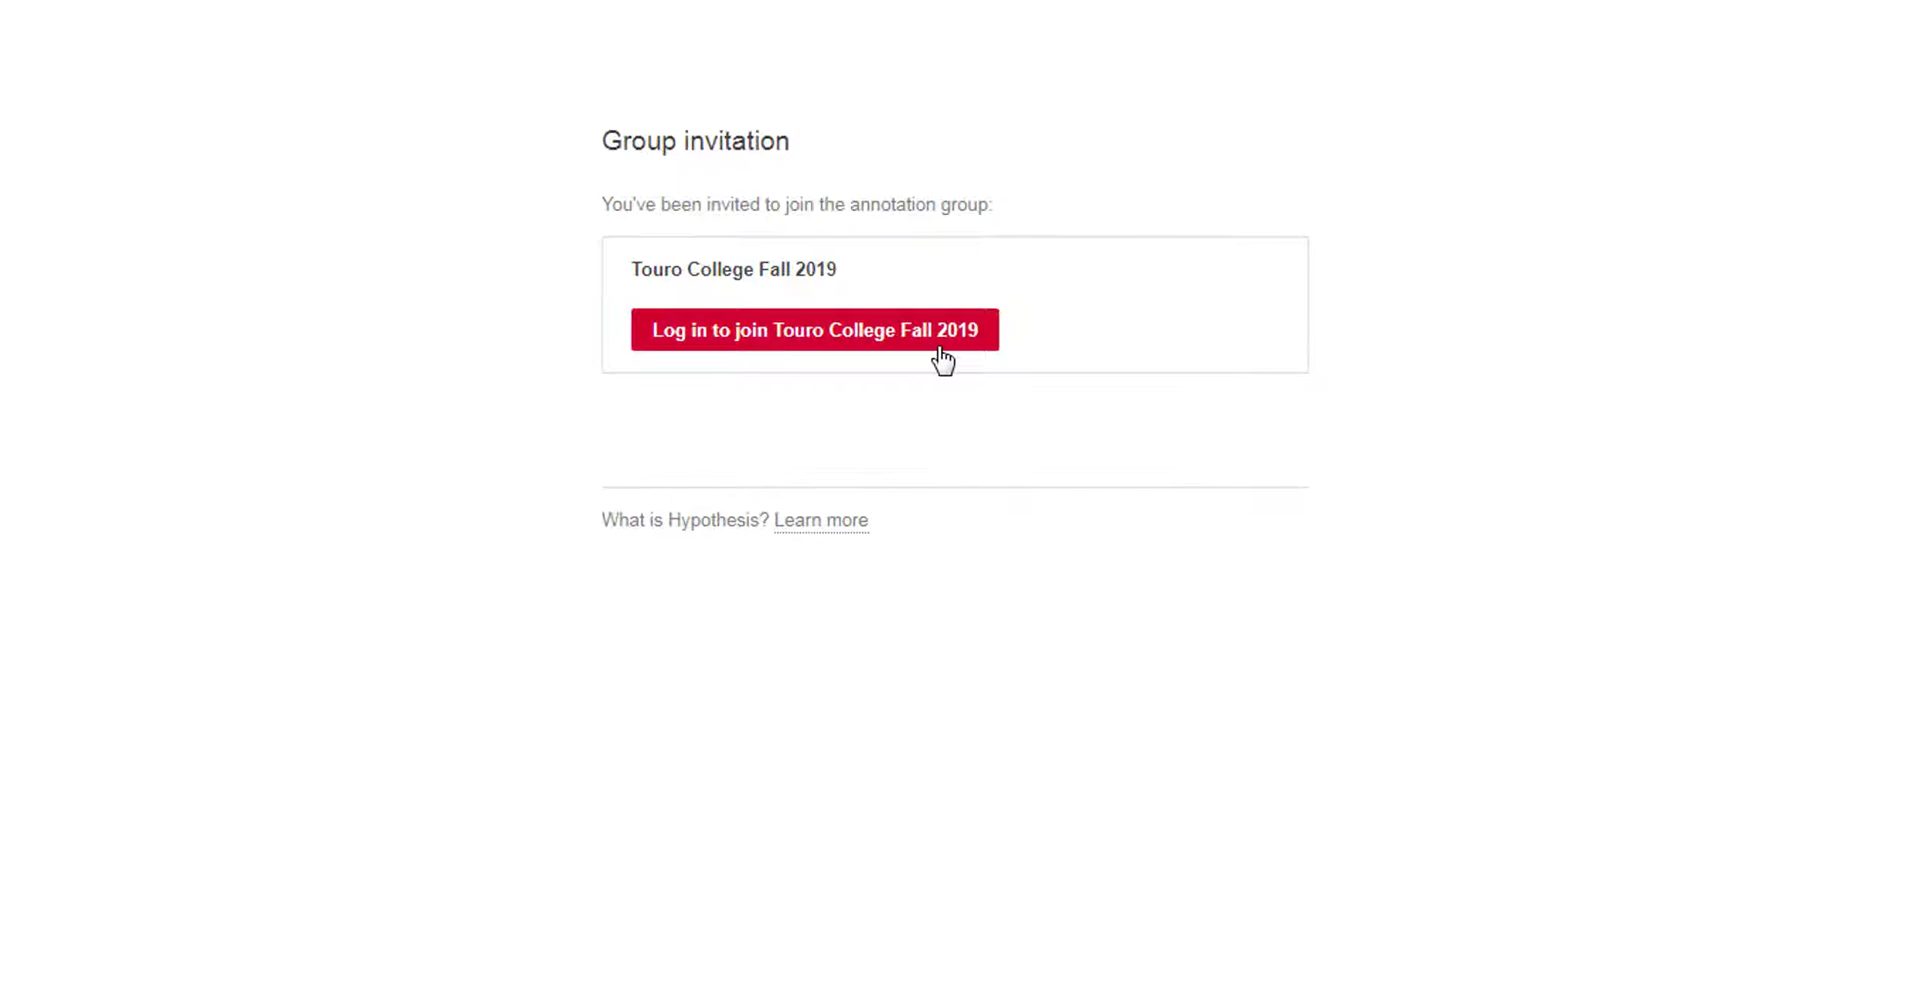 Group invitation
You've been invited to join the annotation group:
Touro College Fall 2019
Log in to join Touro College Fall 2019
What is Hypothesis? Learn more